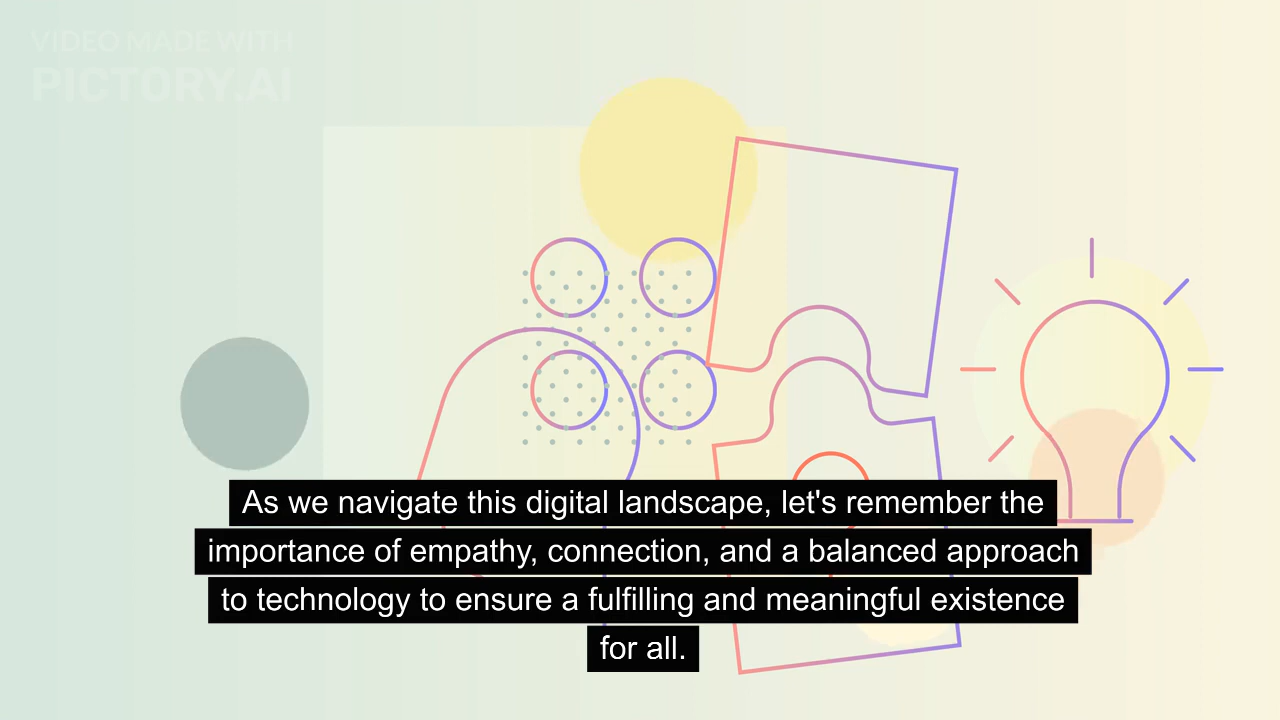 VIDEO MADE WITH
PICTORY.AI
As we navigate this digital landscape, let's remember the
importance of empathy, connection, and a balanced approach
to technology to ensure a fulfilling and meaningful existence
for all.